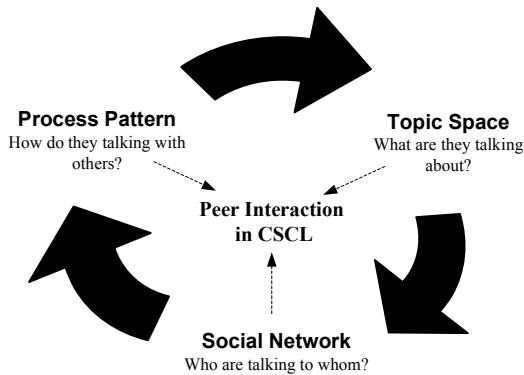 Process Pattern
How do they talking with
others?
Topic Space
What are they talking
about?
Peer Interaction
in CSCL
Social Network
Who are talking to whom?